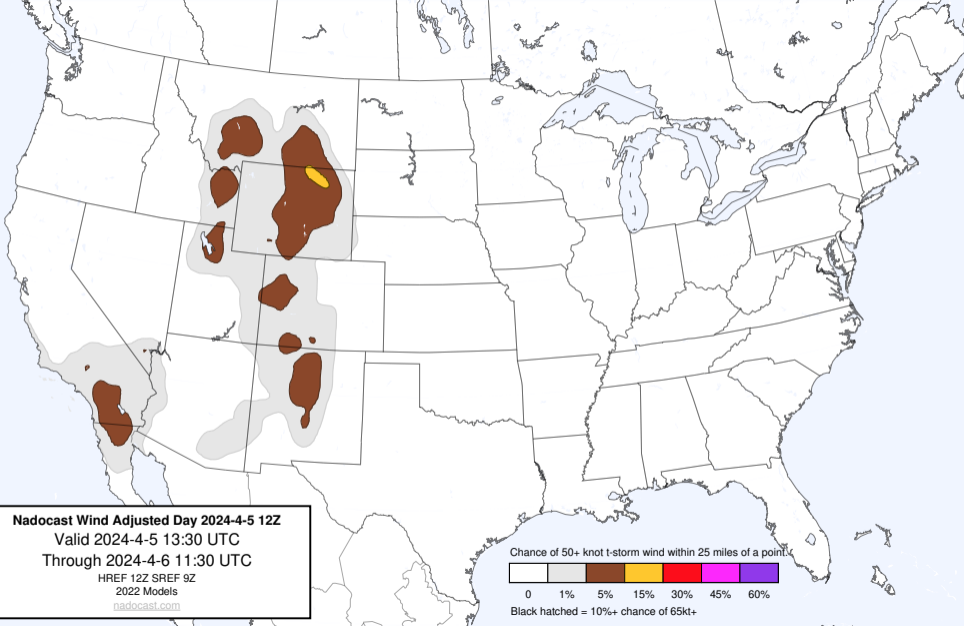 Nadocast Wind Adjusted Day 2024-4-5 12Z
Valid 2024-4-5 13:30 UTC
Through 2024-4-6 11:30 UTC
HREF 12Z SREF 9Z
2022 Models
nadocast.com
Chance of 50+ knot t-storm wind within 25 miles of a point.
0 1% 5% 15% 30% 45% 60%
Black hatched = 10%+ chance of 65kt+